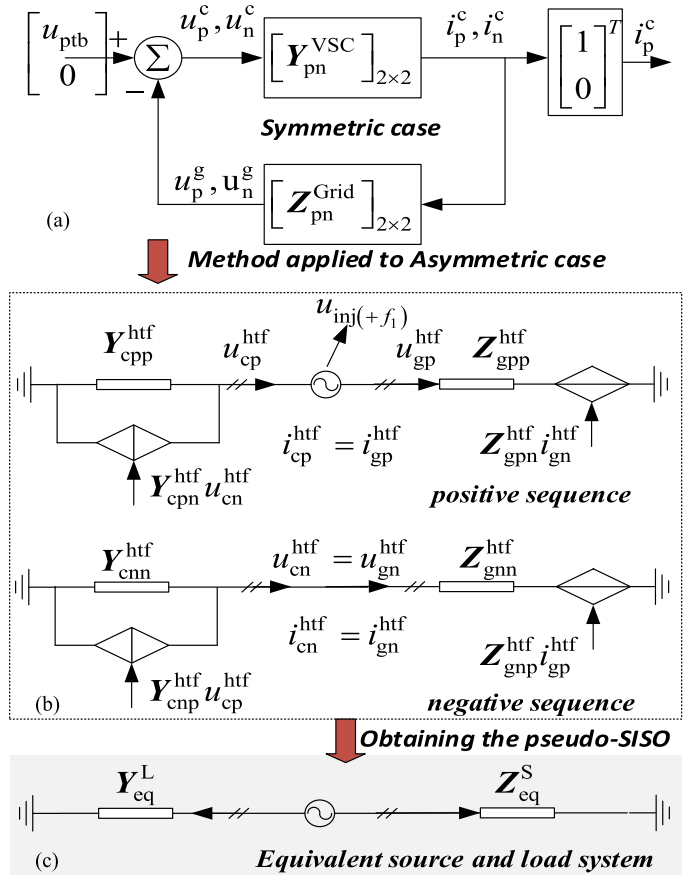 [u_ptb 0] + − Σ u_p^c, u_n^c [Y_pn^VSC]_2×2 i_p^c, i_n^c [1 0]^T i_p^c
Symmetric case
u_p^g, u_n^g [Z_pn^Grid]_2×2
(a)
Method applied to Asymmetric case
u_inj(+f_1)
Y_cpp^htf u_cp^htf u_gp^htf Z_gpp^htf
i_cp^htf = i_gp^htf Z_gpn^htf i_gn^htf
Y_cpn^htf u_cn^htf positive sequence
Y_cnn^htf u_cn^htf = u_gn^htf Z_gnn^htf
i_cn^htf = i_gn^htf Z_gnp^htf i_gp^htf
Y_cnp^htf u_cp^htf
(b) negative sequence
Obtaining the pseudo-SISO
Y_eq^L Z_eq^S
(c) Equivalent source and load system